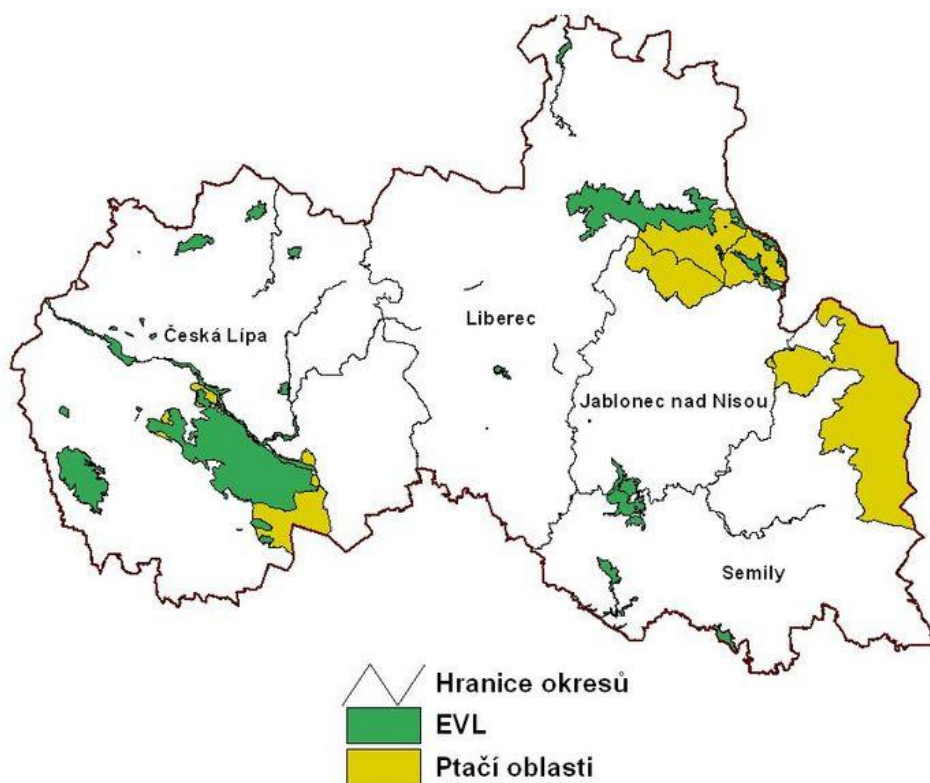 Česká Lípa
Liberec
Jablonec nad Nisou
Semily
Hranice okresů
EVL
Ptačí oblasti